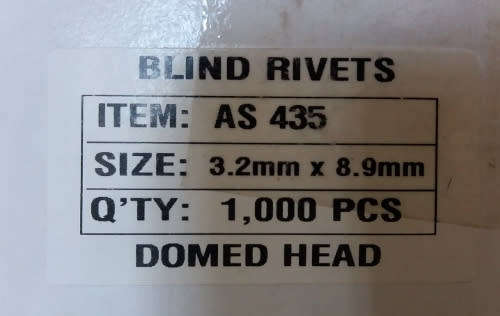 BLIND RIVETS
ITEM: AS 435
SIZE: 3.2mm x 8.9mm
Q'TY: 1,000 PCS
DOMED HEAD